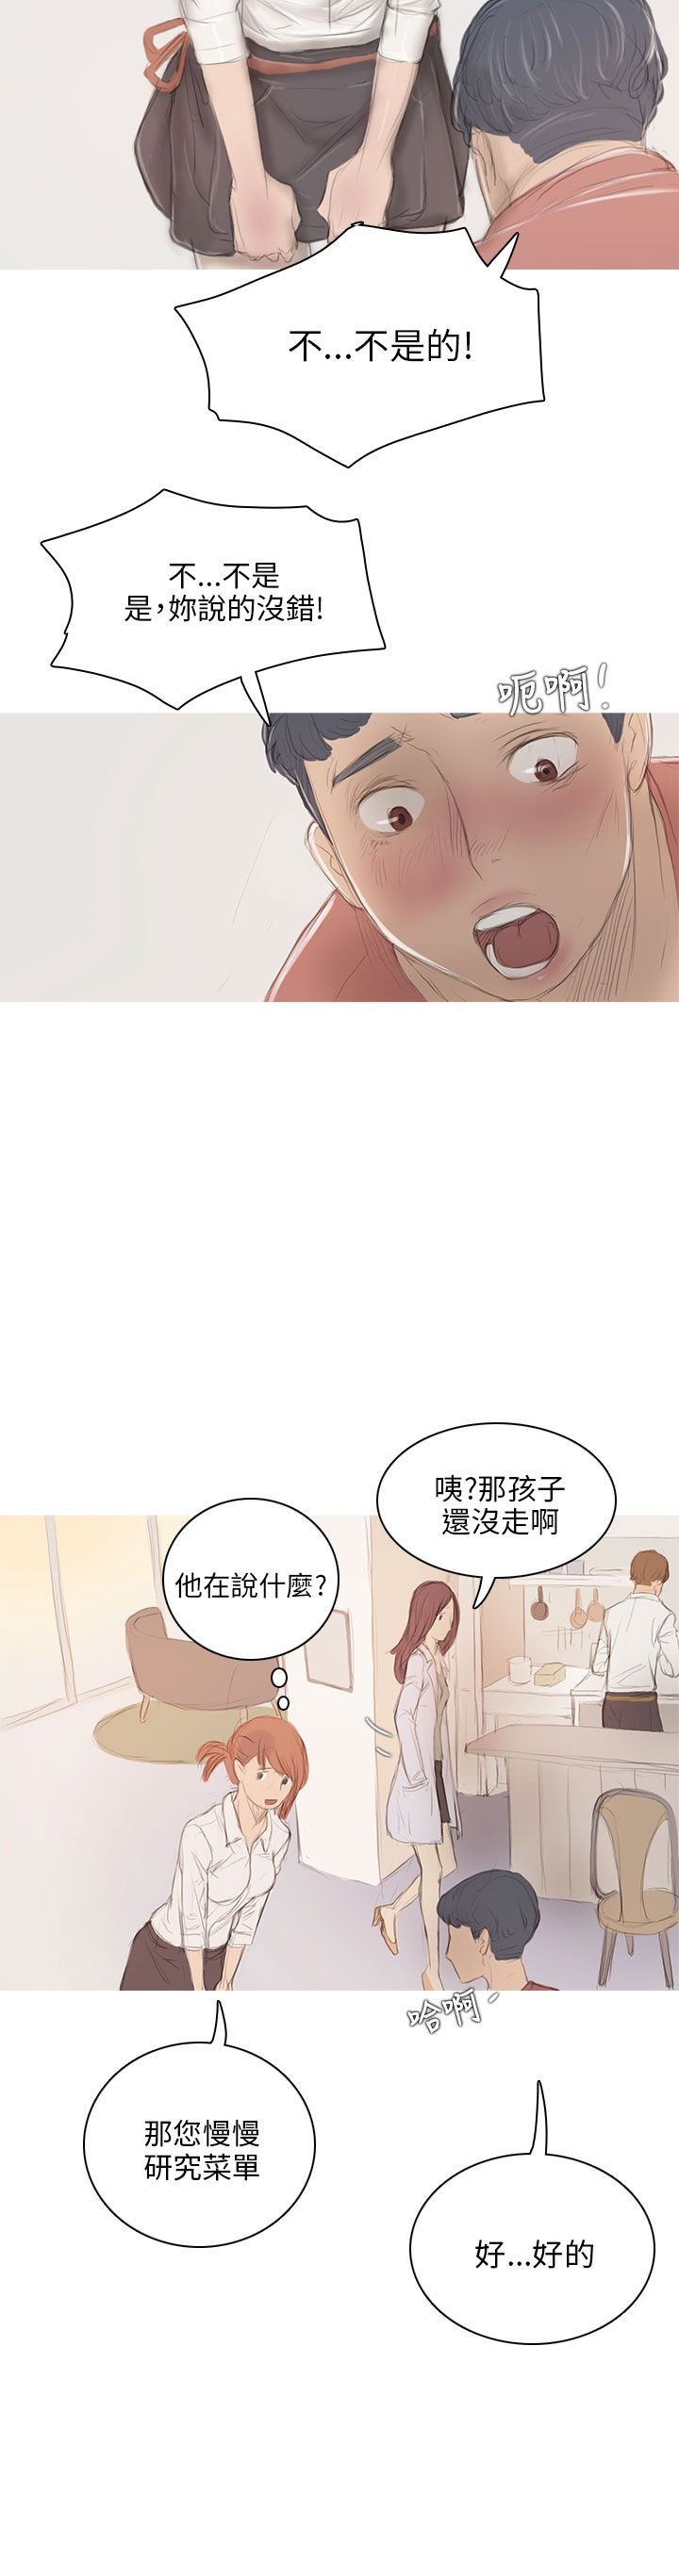 不...不是的!
不...不是
是,妳說的沒錯!
呃啊!
咦?那孩子
還沒走啊
他在說什麼?
哈啊
那您慢慢
研究菜單
好...好的